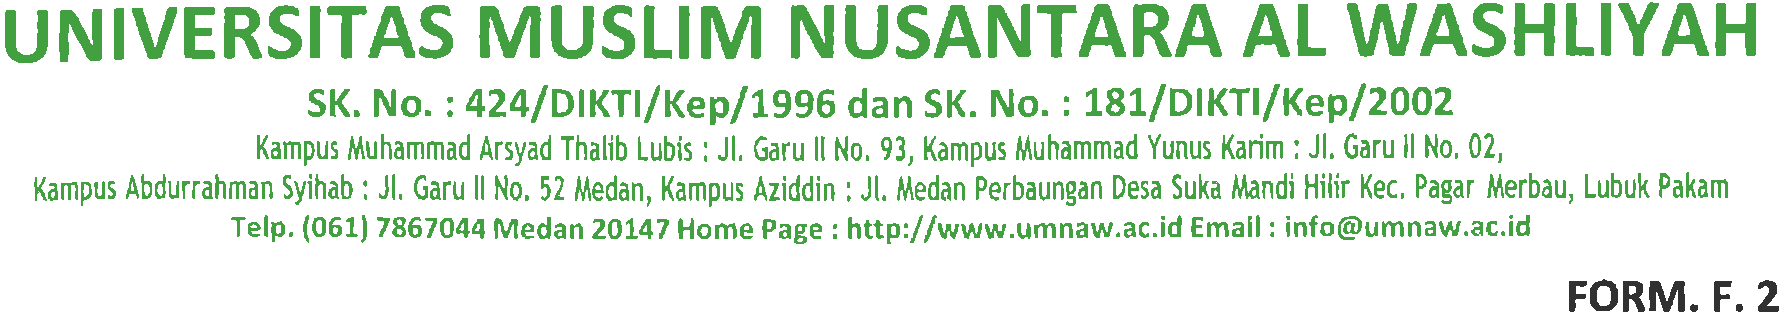 UNIVERSITAS MUSLIM NUSANTARA AL WASHLIYAH
SK. No. : 424/DIKTI/Kep/1996 dan SK. No. : 181/DIKTI/Kep/2002
Kampus Muhammad Arsyad Thalib Lubis : Jl. Garu II No. 93, Kampus Muhammad Yunus Karim : Jl. Garu II No. 02,
Kampus Abdurrahman Syihab : Jl. Garu II No. 52 Medan, Kampus Aziddin : Jl. Medan Perbaungan Desa Suka Mandi Hilir Kec. Pagar Merbau, Lubuk Pakam
Telp. (061) 7867044 Medan 20147 Home Page : http://www.umnaw.ac.id Email : info@umnaw.ac.id
FORM. F. 2